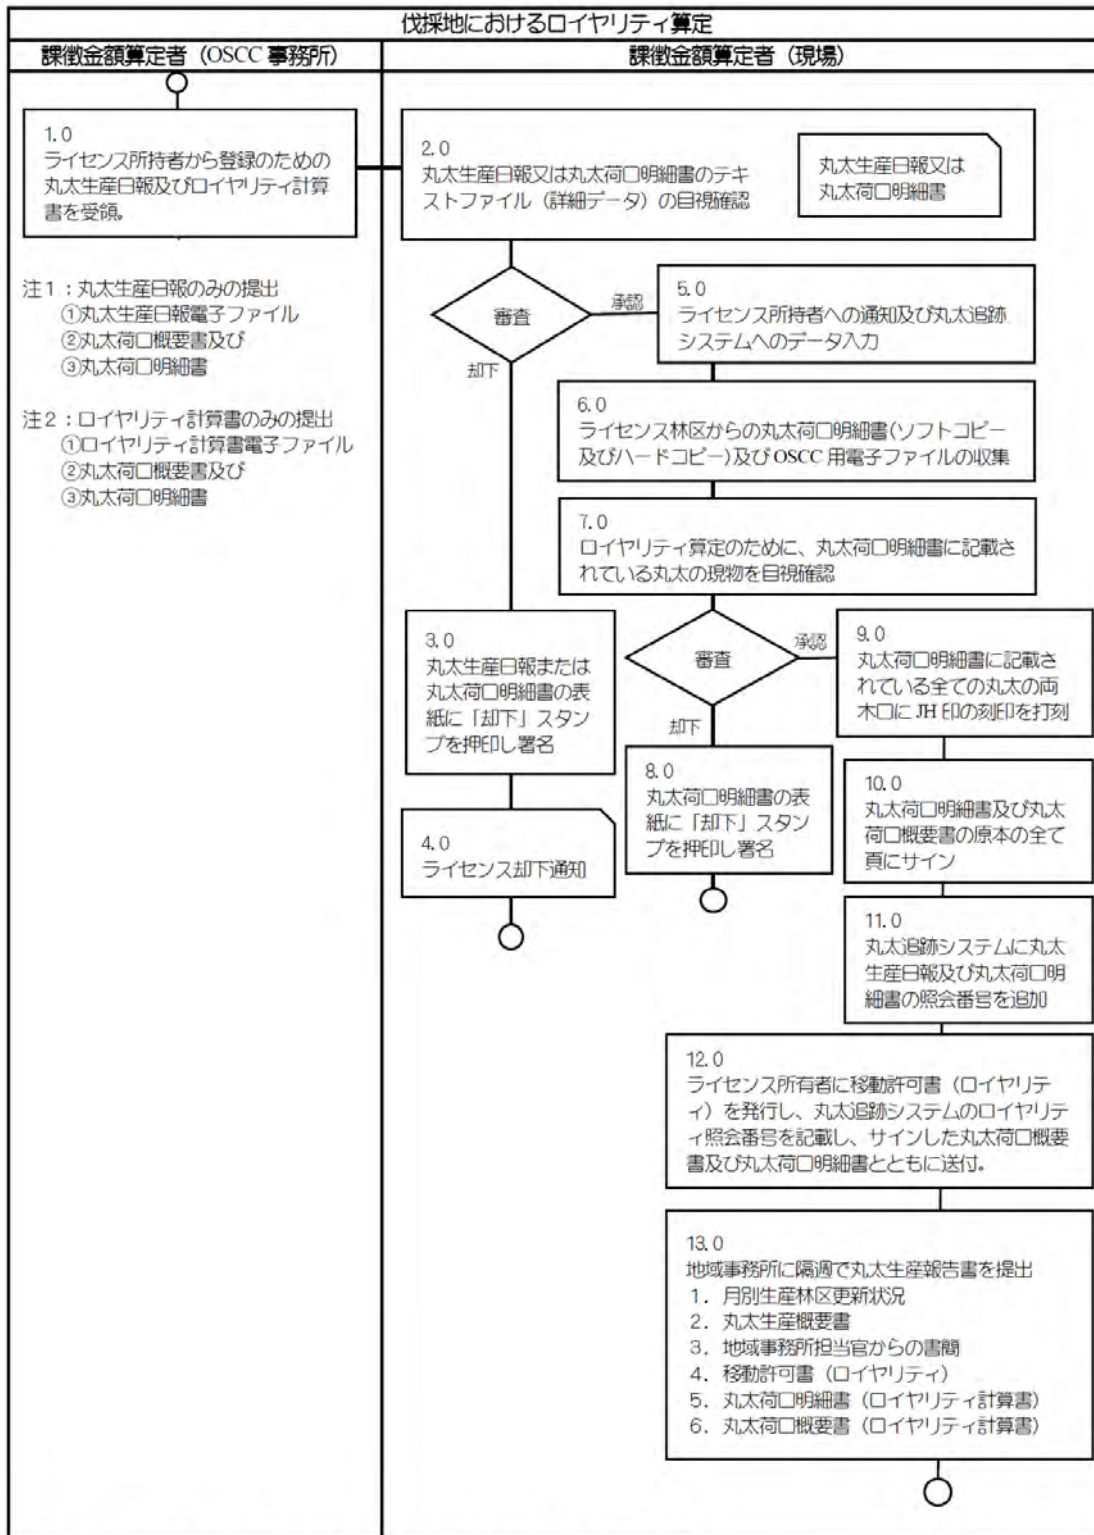 伐採地におけるロイヤリティ算定
課徴金額算定者（OSCC 事務所）
課徴金額算定者（現場）
1.0
ライセンス所持者から登録のための
丸太生産日報及びロイヤリティ計算
書を受領。
注１：丸太生産日報のみの提出
①丸太生産日報電子ファイル
②丸太荷口概要書及び
③丸太荷口明細書
注２：ロイヤリティ計算書のみの提出
①ロイヤリティ計算書電子ファイル
②丸太荷口概要書及び
③丸太荷口明細書
2.0
丸太生産日報又は丸太荷口明細書のテキ
ストファイル（詳細データ）の目視確認
丸太生産日報又は
丸太荷口明細書
審査
承認
却下
5.0
ライセンス所持者への通知及び丸太追跡
システムへのデータ入力
6.0
ライセンス林区からの丸太荷口明細書(ソフトコピー
及びハードコピー)及び OSCC 用電子ファイルの収集
7.0
ロイヤリティ算定のために、丸太荷口明細書に記載さ
れている丸太の現物を目視確認
3.0
丸太生産日報または
丸太荷口明細書の表
紙に「却下」スタン
プを押印し署名
4.0
ライセンス却下通知
審査
承認
却下
8.0
丸太荷口明細書の表
紙に「却下」スタン
プを押印し署名
9.0
丸太荷口明細書に記載さ
れている全ての丸太の両
木口に JH 印の刻印を打刻
10.0
丸太荷口明細書及び丸太
荷口概要書の原本の全て
頁にサイン
11.0
丸太追跡システムに丸太
生産日報及び丸太荷口明
細書の照会番号を追加
12.0
ライセンス所有者に移動許可書（ロイヤリテ
ィ）を発行し、丸太追跡システムのロイヤリテ
ィ照会番号を記載し、サインした丸太荷口概要
書及び丸太荷口明細書とともに送付。
13.0
地域事務所に隔週で丸太生産報告書を提出
1．月別生産林区更新状況
2．丸太生産概要書
3．地域事務所担当官からの書簡
4．移動許可書（ロイヤリティ）
5．丸太荷口明細書（ロイヤリティ計算書）
6．丸太荷口概要書（ロイヤリティ計算書）